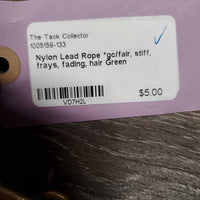 The Tack Collector
1005159-133
Nylon Lead Rope *gc/fair, stiff,
frays, fading, hair Green
VD7H2L
$5.00